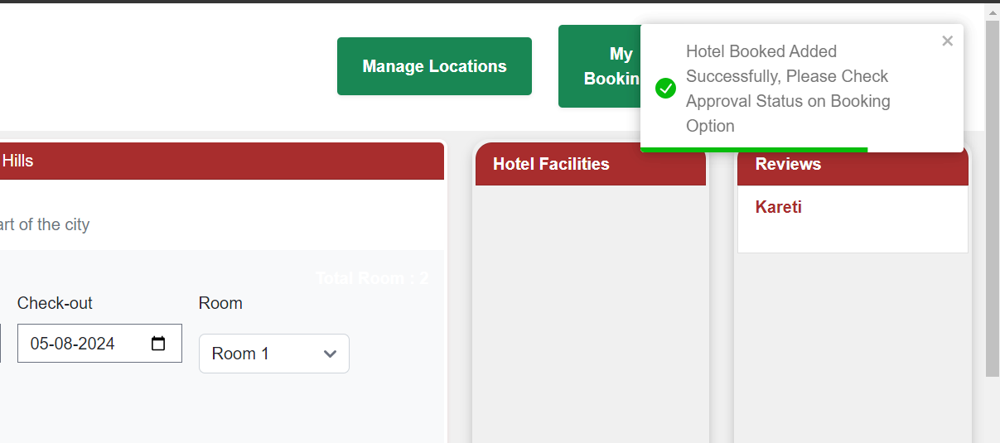 Manage Locations
My
Bookin
Hotel Booked Added
Successfully, Please Check
Approval Status on Booking
Option
Hills
Hotel Facilities
Reviews
Kareti
art of the city
Total Room : 2
Check-out
Room
05-08-2024
Room 1